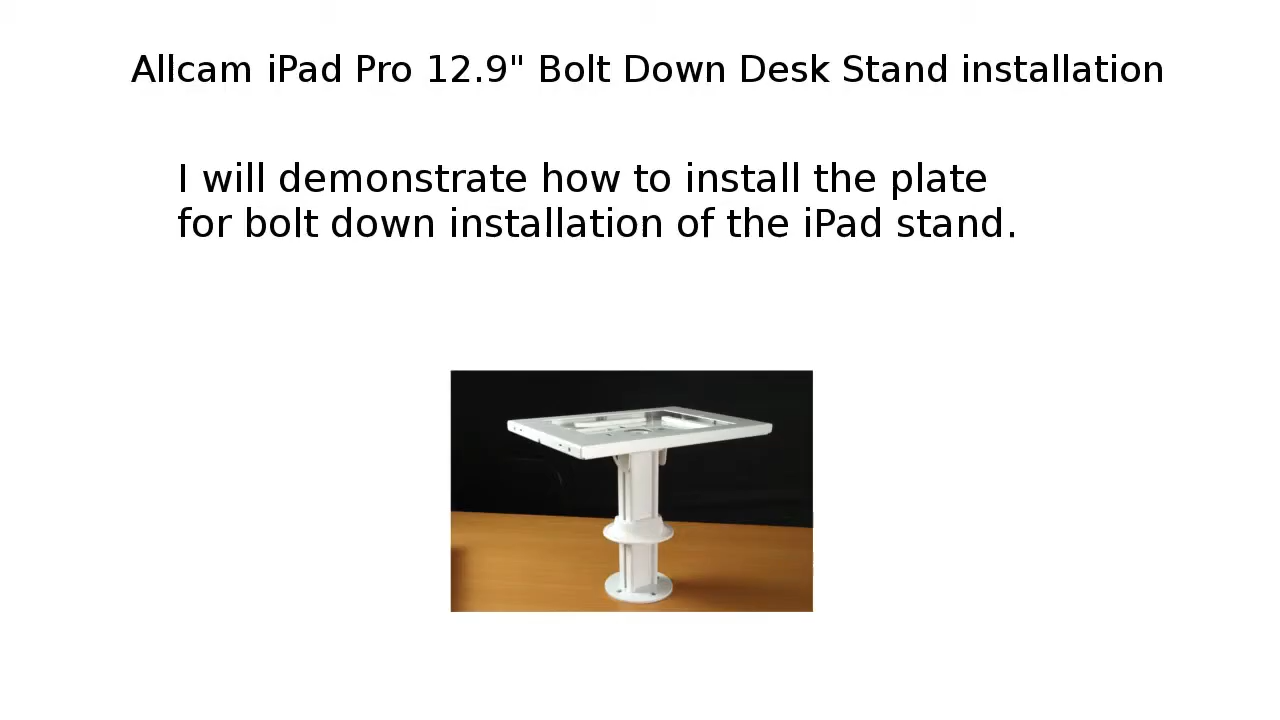 Allcam iPad Pro 12.9" Bolt Down Desk Stand installation
I will demonstrate how to install the plate
for bolt down installation of the iPad stand.